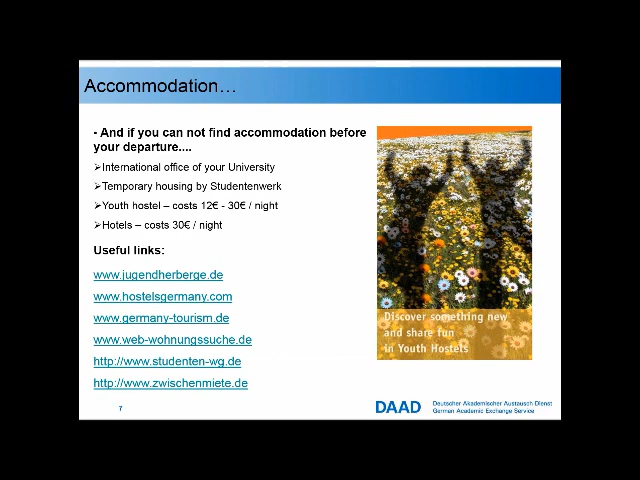 Accommodation…
- And if you can not find accommodation before
your departure....
➢International office of your University
➢Temporary housing by Studentenwerk
➢Youth hostel – costs 12€ - 30€ / night
➢Hotels – costs 30€ / night
Useful links:
www.jugendherberge.de
www.hostelsgermany.com
www.germany-tourism.de
www.web-wohnungssuche.de
http://www.studenten-wg.de
http://www.zwischenmiete.de
Discover something new
and share fun
in Youth Hostels
7
DAAD
Deutscher Akademischer Austausch Dienst
German Academic Exchange Service